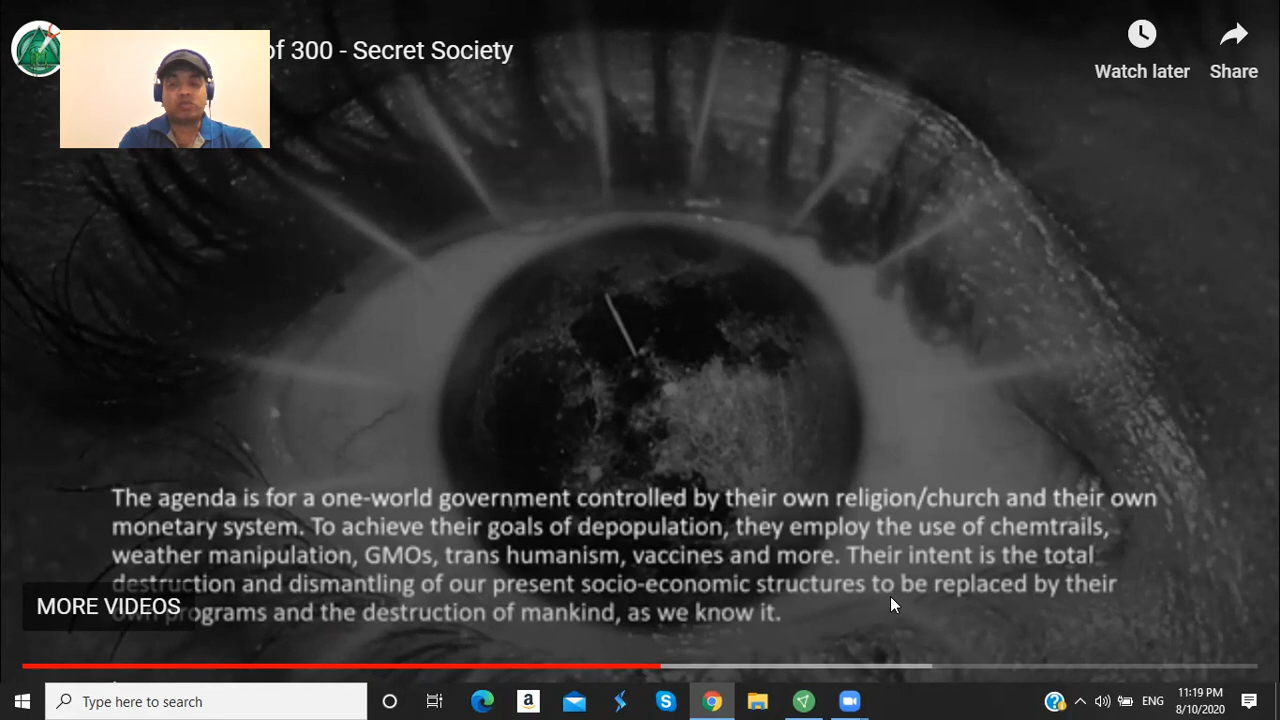 of 300 - Secret Society
Watch later
Share
The agenda is for a one-world government controlled by their own religion/church and their own
monetary system. To achieve their goals of depopulation, they employ the use of chemtrails,
weather manipulation, GMOs, trans humanism, vaccines and more. Their intent is the total
destruction and dismantling of our present socio-economic structures to be replaced by their
own programs and the destruction of mankind, as we know it.
MORE VIDEOS
Type here to search
a
ENG
11:19 PM
8/10/2020